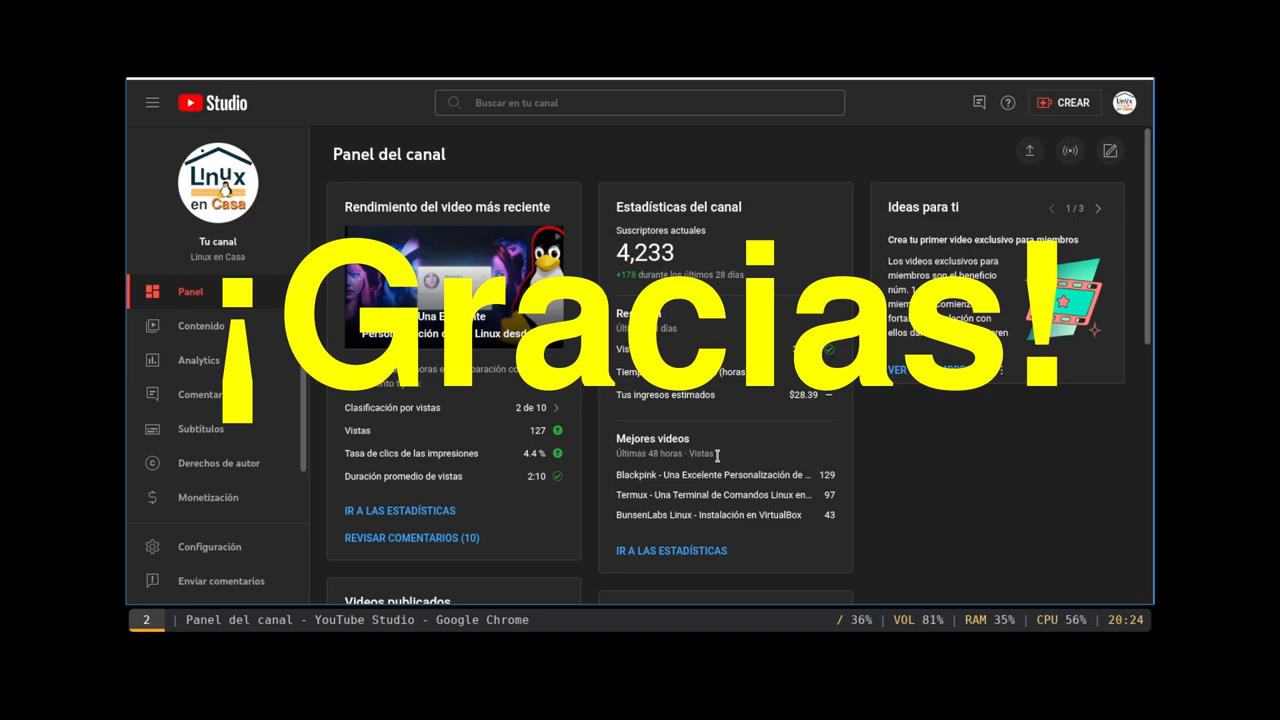 Studio
Buscar en tu canal
CREAR
Linux
en Casa
Linux
en Casa
Tu canal
Linux en Casa
Panel
Contenido
Analytics
Comentar
Subtítulos
Derechos de autor
Monetización
Configuración
Enviar comentarios
Panel del canal
Rendimiento del video más reciente
¡Gracias!
Clasificación por vistas 2 de 10
Vistas 127
Tasa de clics de las impresiones 4.4 %
Duración promedio de vistas 2:10
IR A LAS ESTADÍSTICAS
REVISAR COMENTARIOS (10)
Videos publicados
Estadísticas del canal
Suscriptores actuales
4,233
+178 durante los últimos 28 días
Tus ingresos estimados $28.39
Mejores videos
Últimas 48 horas · Vistas
Blackpink - Una Excelente Personalización de ... 129
Termux - Una Terminal de Comandos Linux en... 97
BunsenLabs Linux - Instalación en VirtualBox 43
IR A LAS ESTADÍSTICAS
Ideas para ti 1 / 3
Crea tu primer video exclusivo para miembros
Los videos exclusivos para
miembros son el beneficio
núm.
2 | Panel del canal - YouTube Studio - Google Chrome / 36% | VOL 81% | RAM 35% | CPU 56% | 20:24